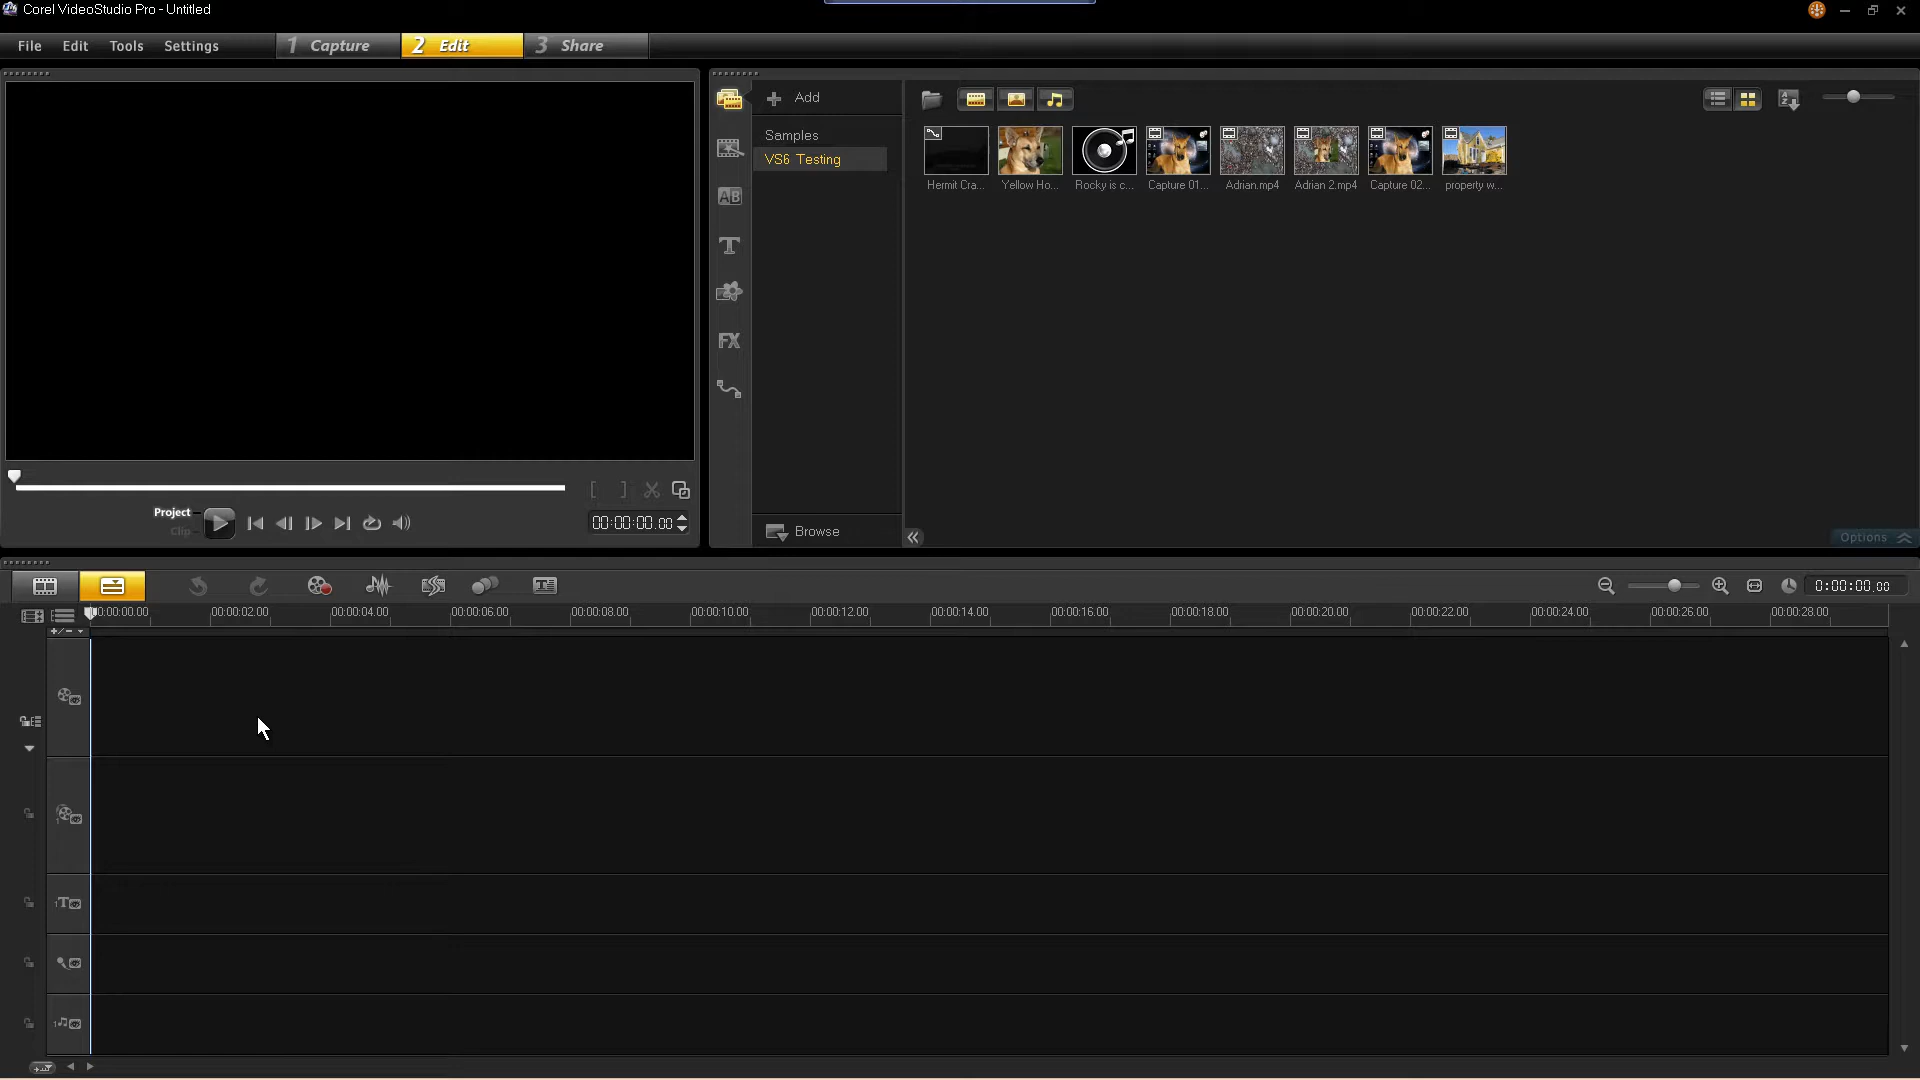 Corel VideoStudio Pro - Untitled
File Edit Tools Settings 1 Capture 2 Edit 3 Share
Add
Samples
VS6 Testing
Hermit Cra... Yellow Ho... Rocky is c... Capture 01... Adrian.mp4 Adrian 2.mp4 Capture 02... property w...
AB
T
FX
Project
Clip
00:00:00.00
Browse
Options
0:00:00.00
00:00:00.00 00:00:02.00 00:00:04.00 00:00:06.00 00:00:08.00 00:00:10.00 00:00:12.00 00:00:14.00 00:00:16.00 00:00:18.00 00:00:20.00 00:00:22.00 00:00:24.00 00:00:26.00 00:00:28.00
1
1T
1